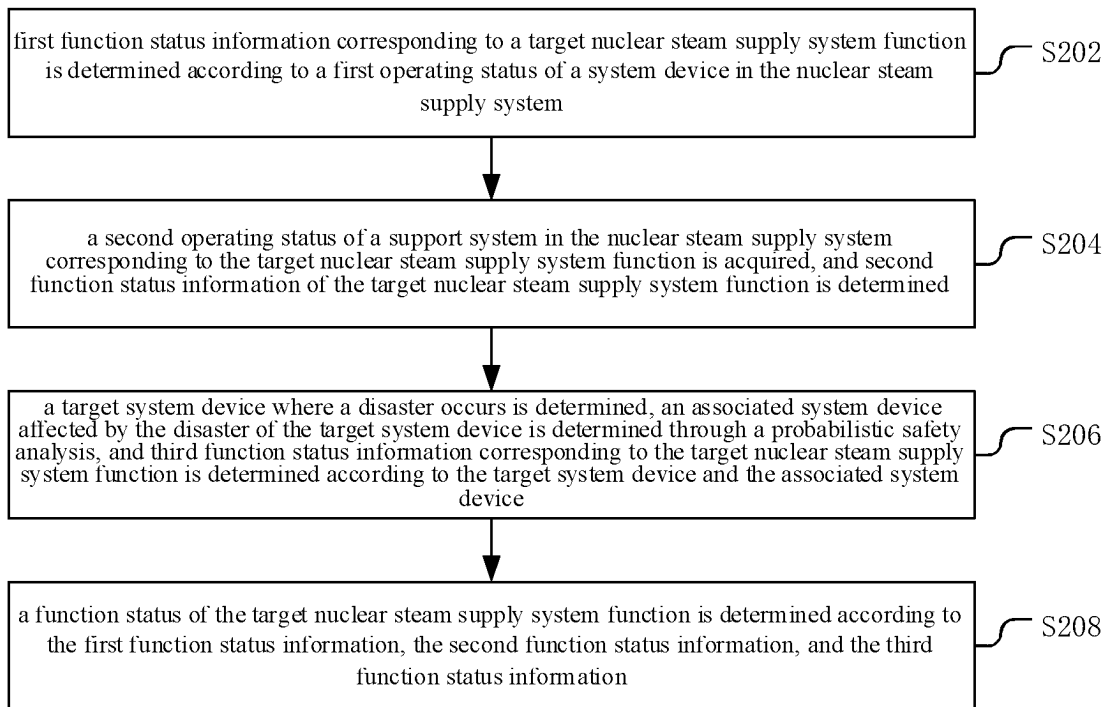 first function status information corresponding to a target nuclear steam supply system function
is determined according to a first operating status of a system device in the nuclear steam
supply system
S202
a second operating status of a support system in the nuclear steam supply system
corresponding to the target nuclear steam supply system function is acquired, and second
function status information of the target nuclear steam supply system function is determined
S204
a target system device where a disaster occurs is determined, an associated system device
affected by the disaster of the target system device is determined through a probabilistic safety
analysis, and third function status information corresponding to the target nuclear steam supply
system function is determined according to the target system device and the associated system
device
S206
a function status of the target nuclear steam supply system function is determined according to
the first function status information, the second function status information, and the third
function status information
S208